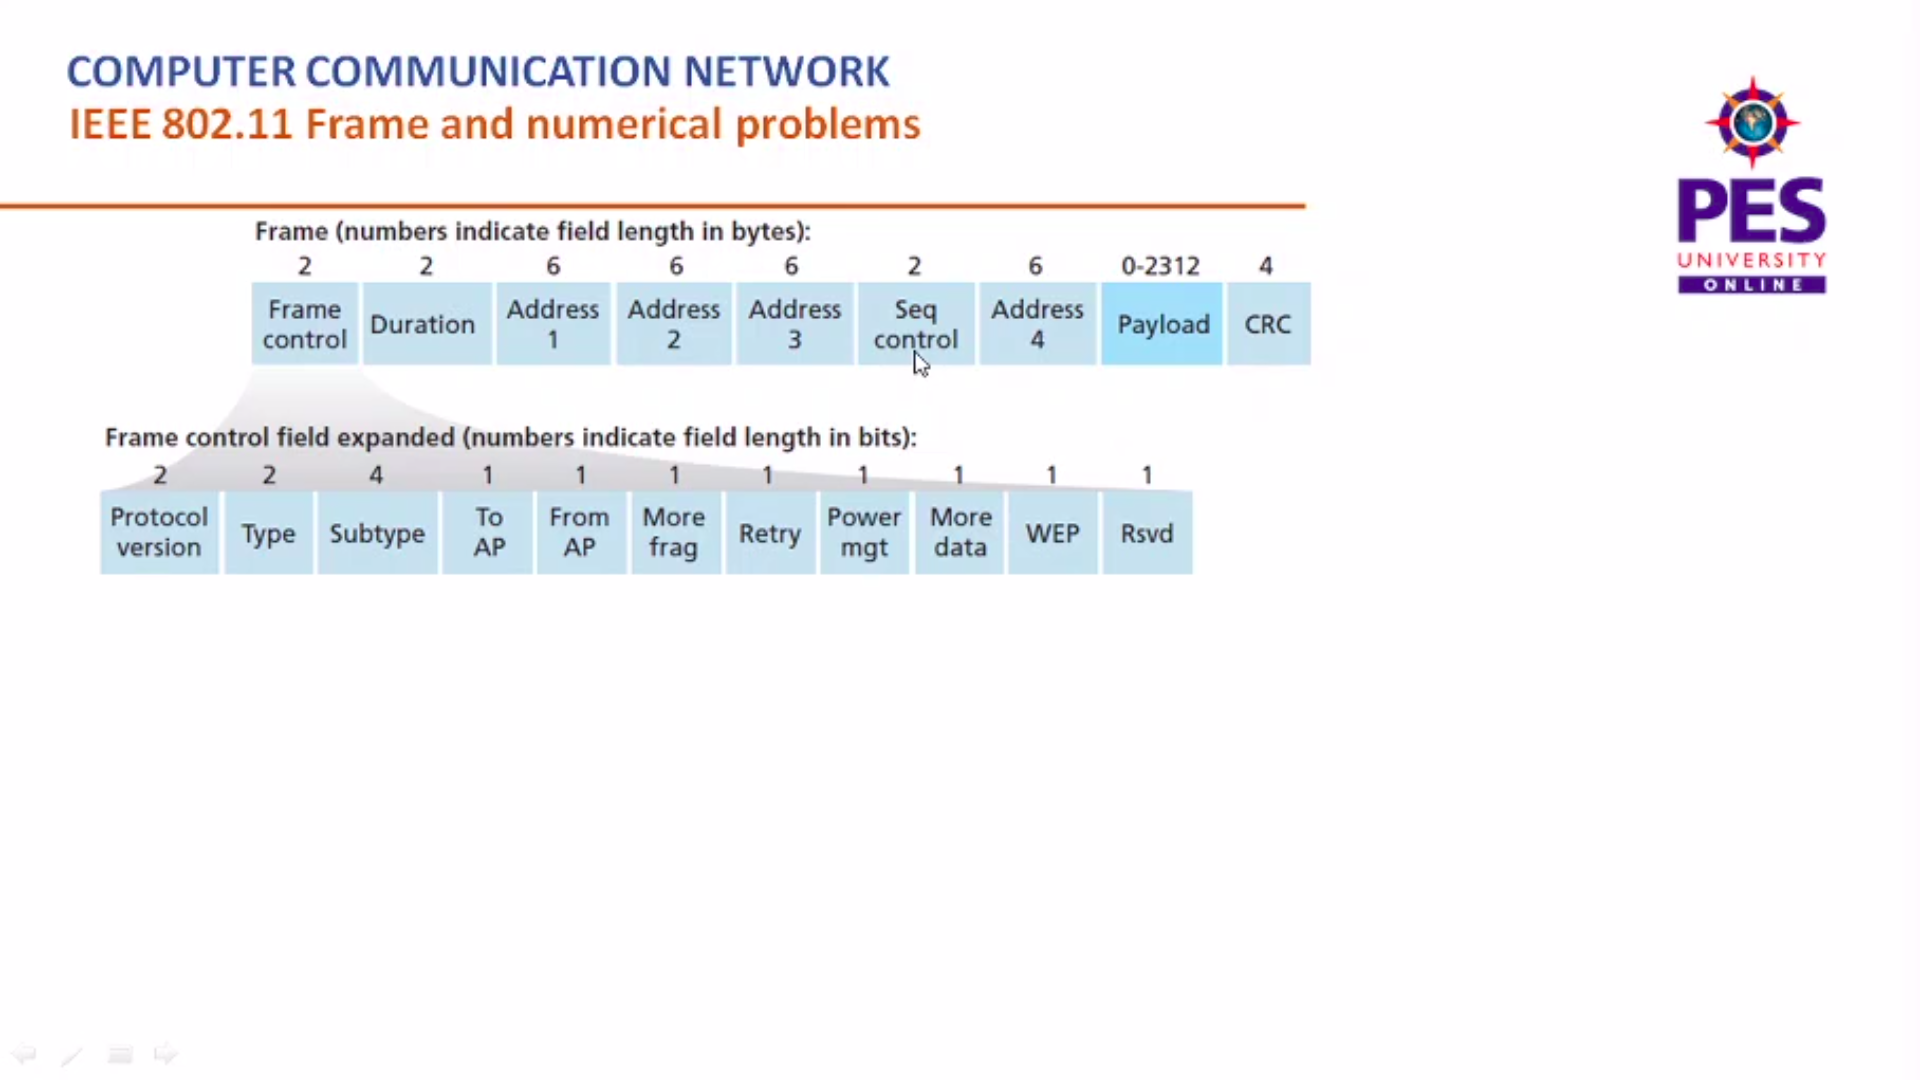 COMPUTER COMMUNICATION NETWORK
IEEE 802.11 Frame and numerical problems
PES
UNIVERSITY
ONLINE
Frame (numbers indicate field length in bytes):
2 2 6 6 6 2 6 0-2312 4
Frame control Duration Address 1 Address 2 Address 3 Seq control Address 4 Payload CRC
Frame control field expanded (numbers indicate field length in bits):
2 2 4 1 1 1 1 1 1 1 1
Protocol version Type Subtype To AP From AP More frag Retry Power mgt More data WEP Rsvd